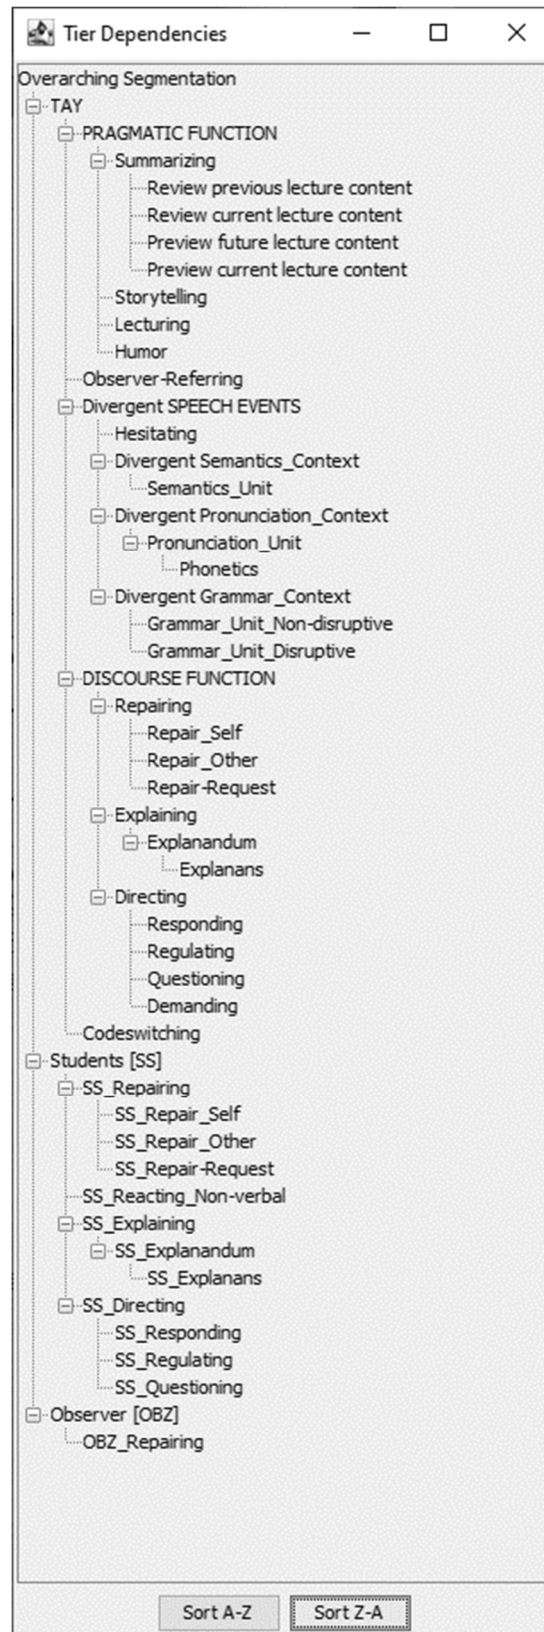 Tier Dependencies
Overarching Segmentation
TAY
PRAGMATIC FUNCTION
Summarizing
Review previous lecture content
Review current lecture content
Preview future lecture content
Preview current lecture content
Storytelling
Lecturing
Humor
Observer-Referring
Divergent SPEECH EVENTS
Hesitating
Divergent Semantics_Context
Semantics_Unit
Divergent Pronunciation_Context
Pronunciation_Unit
Phonetics
Divergent Grammar_Context
Grammar_Unit_Non-disruptive
Grammar_Unit_Disruptive
DISCOURSE FUNCTION
Repairing
Repair_Self
Repair_Other
Repair-Request
Explaining
Explanandum
Explanans
Directing
Responding
Regulating
Questioning
Demanding
Codeswitching
Students [SS]
SS_Repairing
SS_Repair_Self
SS_Repair_Other
SS_Repair-Request
SS_Reacting_Non-verbal
SS_Explaining
SS_Explanandum
SS_Explanans
SS_Directing
SS_Responding
SS_Regulating
SS_Questioning
Observer [OBZ]
OBZ_Repairing
Sort A-Z Sort Z-A